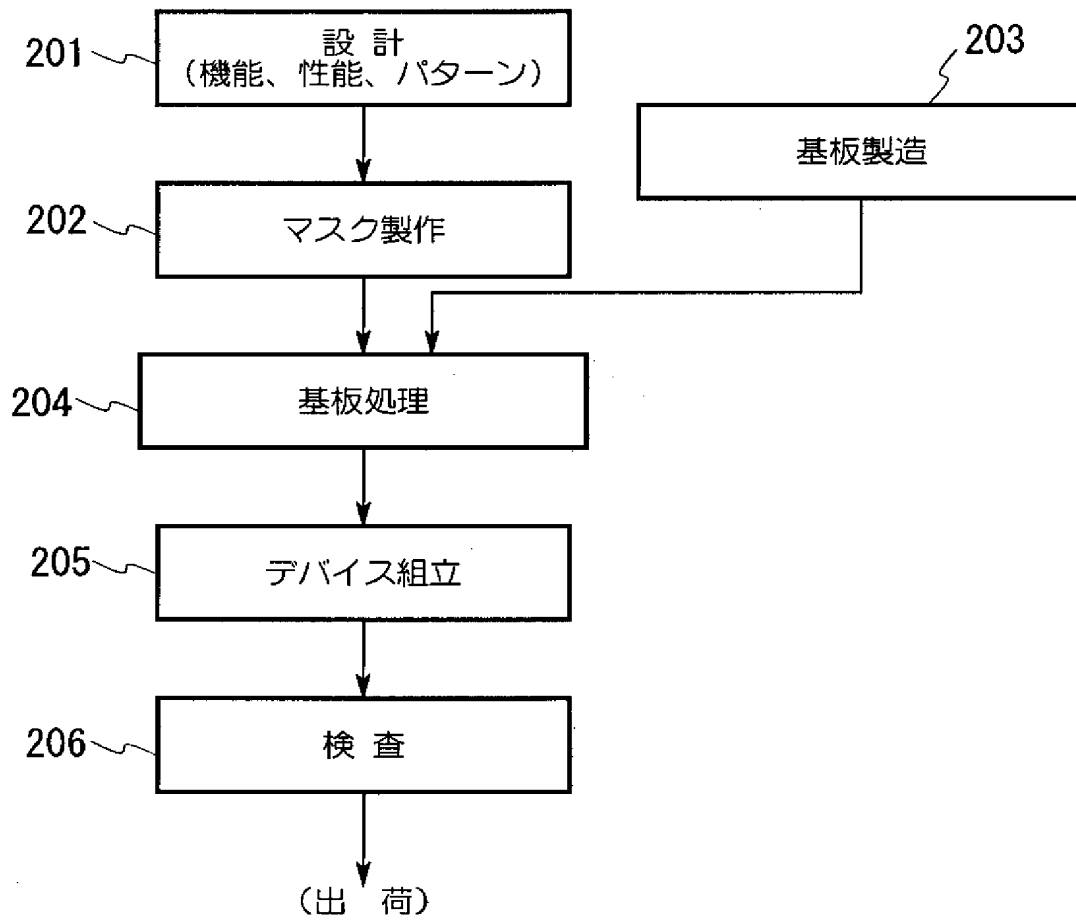 201
設 計
(機能、性能、パターン)
203
基板製造
202
マスク製作
204
基板処理
205
デバイス組立
206
検 査
(出 荷)